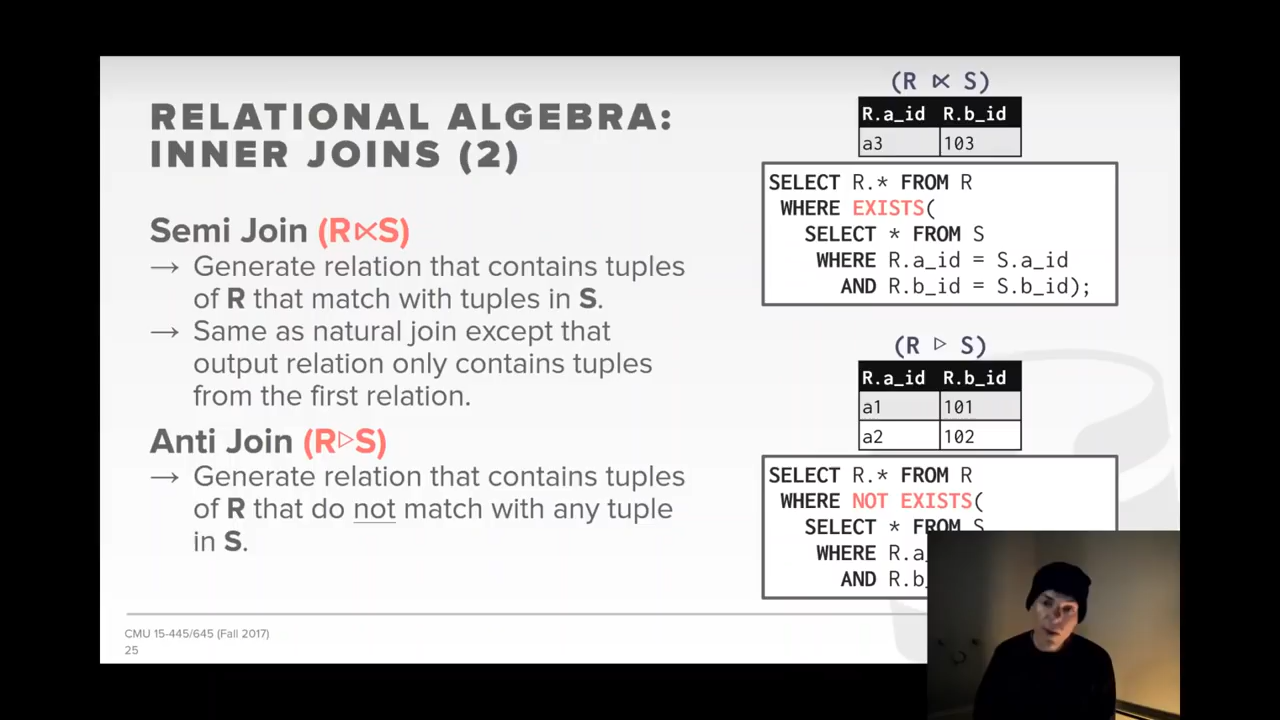 RELATIONAL ALGEBRA:
INNER JOINS (2)
Semi Join (R⋉S)
→ Generate relation that contains tuples
of R that match with tuples in S.
→ Same as natural join except that
output relation only contains tuples
from the first relation.
Anti Join (R▷S)
→ Generate relation that contains tuples
of R that do not match with any tuple
in S.
(R ⋉ S)
R.a_id R.b_id
a3 103
SELECT R.* FROM R
WHERE EXISTS(
SELECT * FROM S
WHERE R.a_id = S.a_id
AND R.b_id = S.b_id);
(R ▷ S)
R.a_id R.b_id
a1 101
a2 102
SELECT R.* FROM R
WHERE NOT EXISTS(
SELECT * FROM S
WHERE R.a
AND R.b
CMU 15-445/645 (Fall 2017)
25